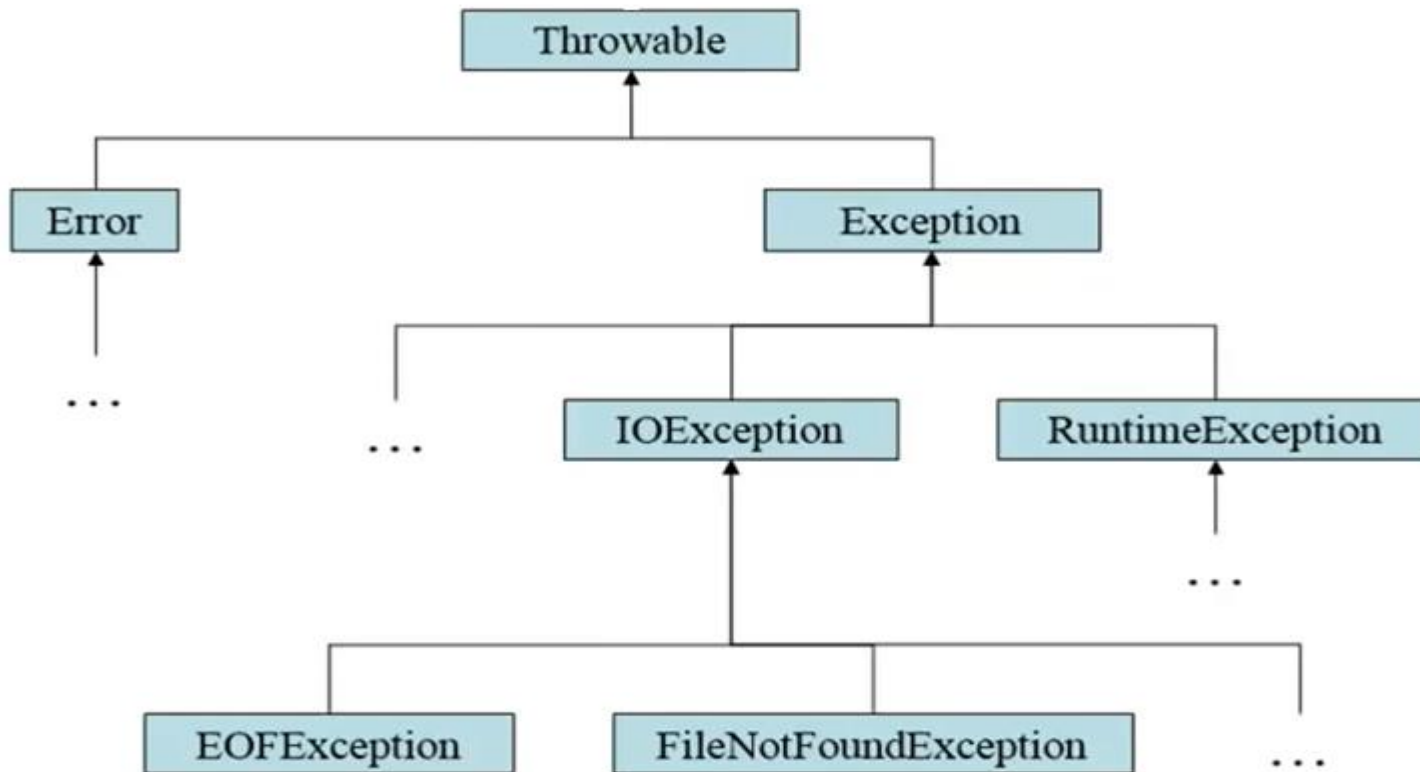 Throwable
Error
Exception
...
...
IOException
RuntimeException
...
EOFException
FileNotFoundException
...